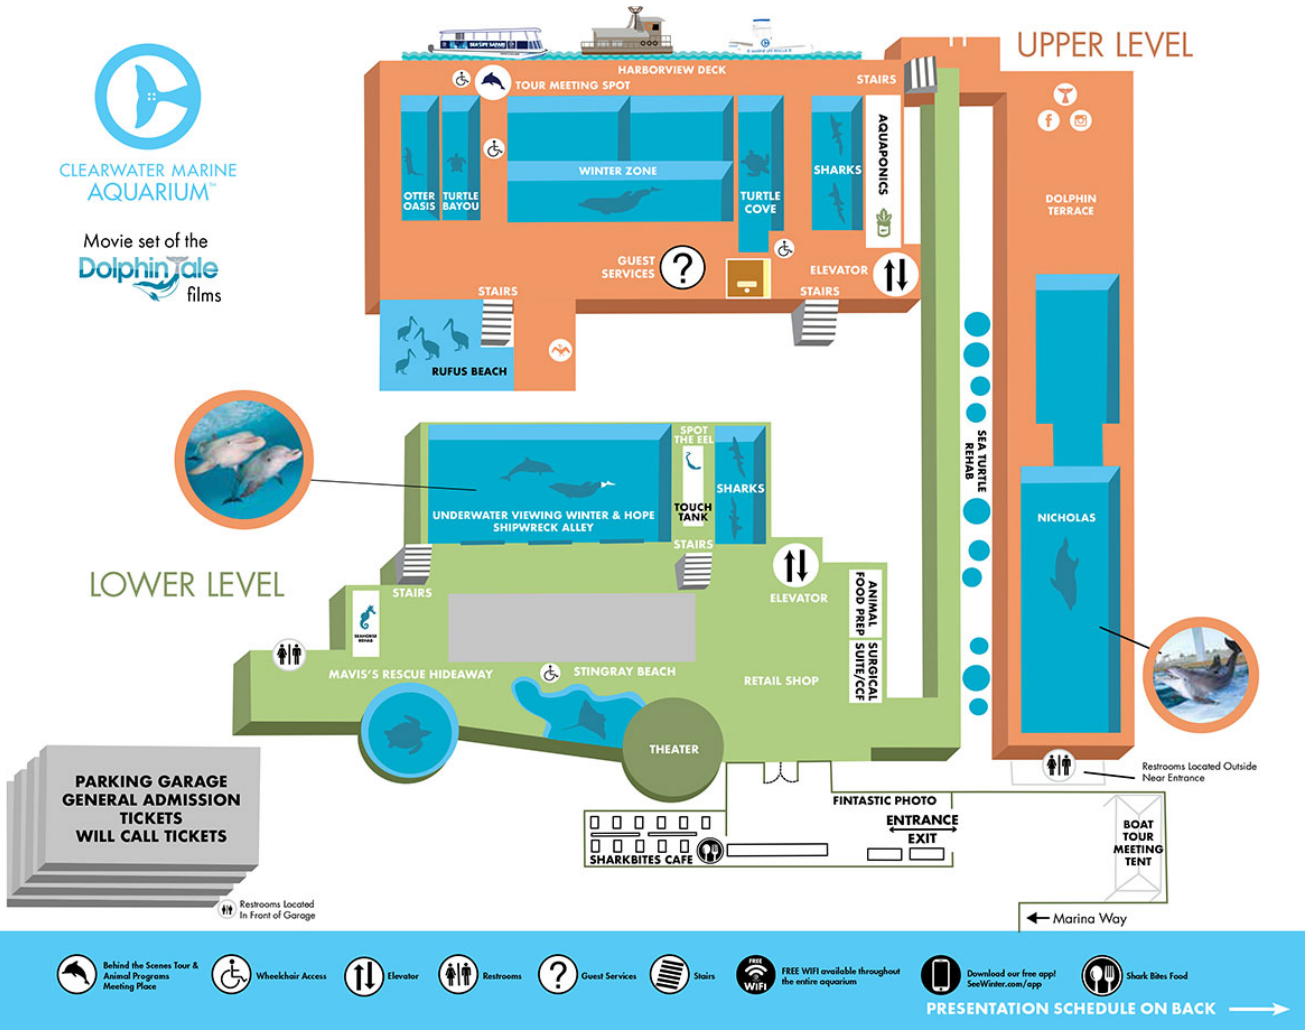 UPPER LEVEL
CLEARWATER MARINE
AQUARIUM™
Movie set of the
Dolphin Tale
films
SEA LIFE SAFARI
HARBORVIEW DECK
STAIRS
TOUR MEETING SPOT
OTTER
OASIS
TURTLE
BAYOU
WINTER ZONE
TURTLE
COVE
SHARKS
AQUAPONICS
DOLPHIN
TERRACE
GUEST
SERVICES
?
ELEVATOR
STAIRS
STAIRS
RUFUS BEACH
SEA TURTLE
REHAB
NICHOLAS
SPOT
THE EEL
TOUCH
TANK
SHARKS
UNDERWATER VIEWING WINTER & HOPE
SHIPWRECK ALLEY
STAIRS
LOWER LEVEL
STAIRS
ELEVATOR
ANIMAL
FOOD PREP
SURGICAL
SUITE/CCF
SEAHORSE
REHAB
MAVIS'S RESCUE HIDEAWAY
STINGRAY BEACH
RETAIL SHOP
THEATER
PARKING GARAGE
GENERAL ADMISSION
TICKETS
WILL CALL TICKETS
Restrooms Located
In Front of Garage
Restrooms Located Outside
Near Entrance
FINTASTIC PHOTO
ENTRANCE
EXIT
SHARKBITES CAFE
BOAT
TOUR
MEETING
TENT
Marina Way
Behind the Scenes Tour &
Animal Programs
Meeting Place
Wheelchair Access
Elevator
Restrooms
?
Guest Services
Stairs
FREE
WiFi
FREE WIFI available throughout
the entire aquarium
Download our free app!
SeeWinter.com/app
Shark Bites Food
PRESENTATION SCHEDULE ON BACK